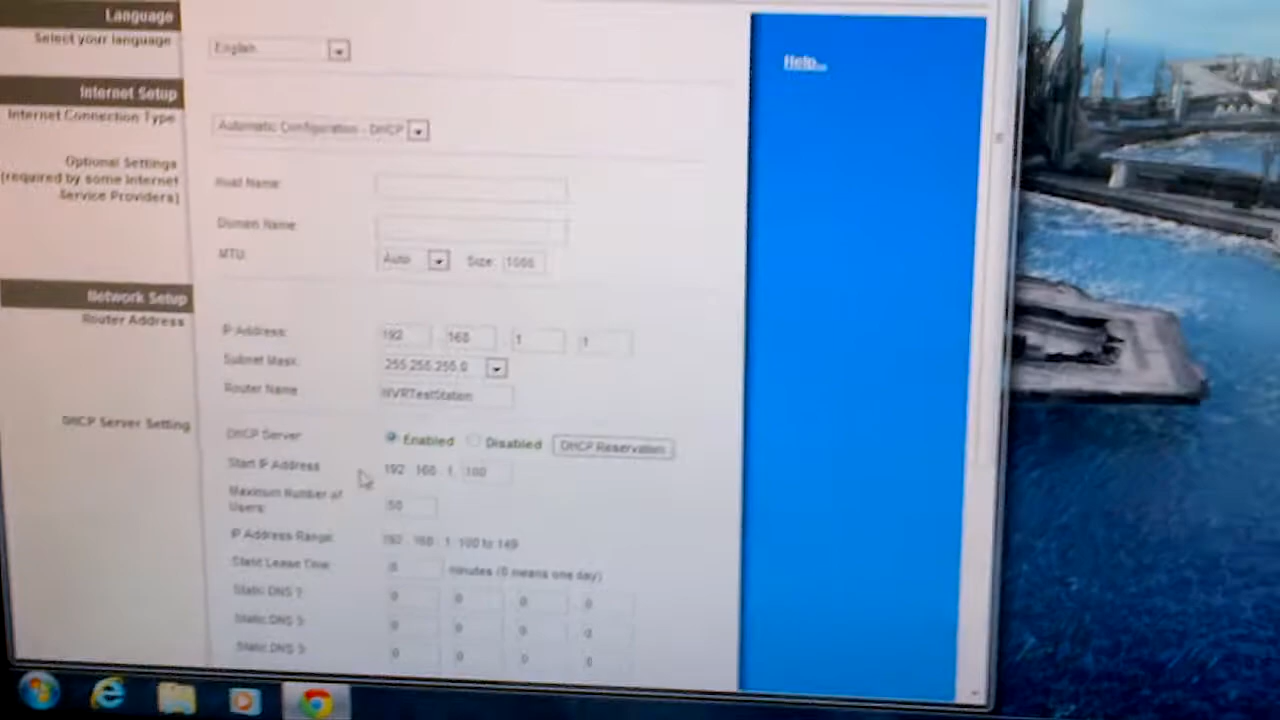 Language
Select your language
English
Internet Setup
Internet Connection Type
Automatic Configuration - DHCP
Optional Settings
(required by some Internet
Service Providers)
Host Name:
Domain Name:
MTU:
Auto
Size:
Network Setup
Router Address
IP Address:
192 . 168 . 1 . 1
Subnet Mask:
255.255.255.0
Router Name
NVRTestStation
DHCP Server Setting
DHCP Server
Enabled
Disabled
DHCP Reservation
Start IP Address
192 . 168 . 1 . 100
Maximum Number of
Users:
50
IP Address Range:
192 . 168 . 1 . 100 to 149
Client Lease Time:
0 minutes (0 means one day)
Static DNS
0 0 0 0
Static DNS
0 0 0 0
Static DNS
0 0 0 0
Help...